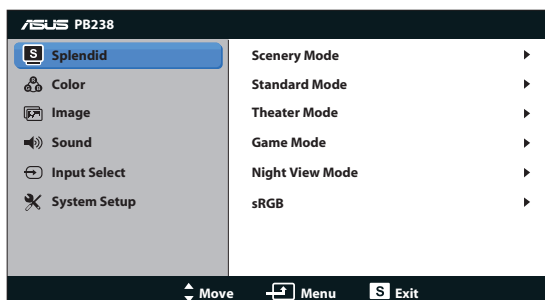 ASUS PB238
S Splendid
Color
Image
Sound
Input Select
System Setup
Scenery Mode
Standard Mode
Theater Mode
Game Mode
Night View Mode
sRGB
Move Menu S Exit